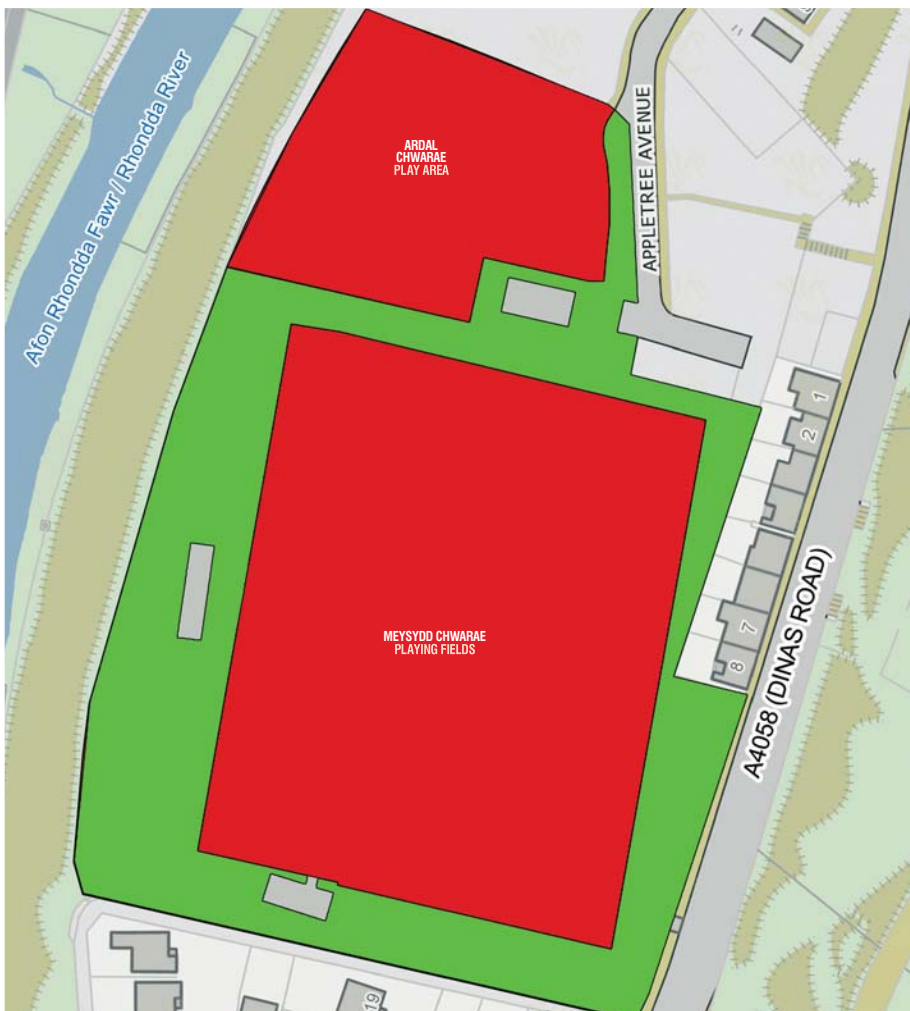 Afon Rhondda Fawr / Rhondda River
ARDAL
CHWARAE
PLAY AREA
APPLETREE AVENUE
1
2
MEYSYDD CHWARAE
PLAYING FIELDS
7
8
A4058 (DINAS ROAD)
19